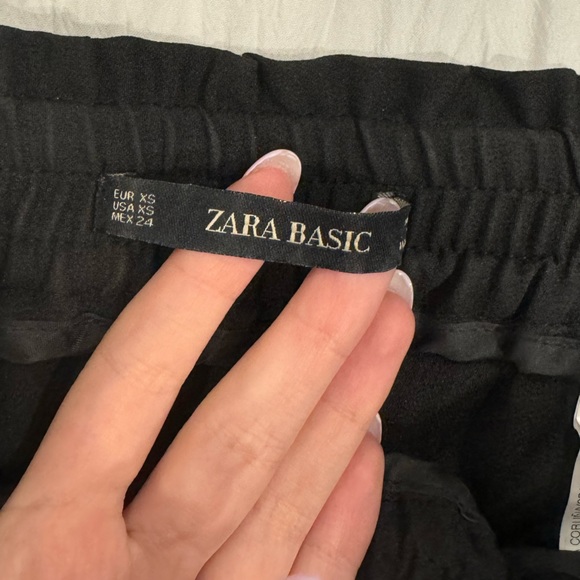 EUR XS
USA XS
MEX 24
ZARA BASIC